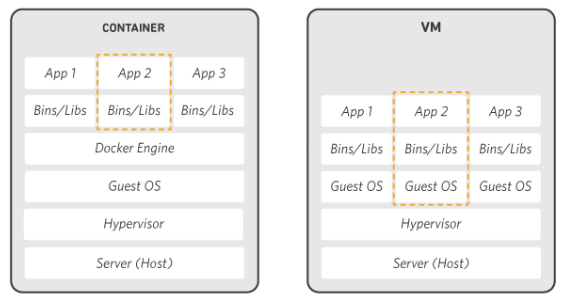 CONTAINER
App 1 App 2 App 3
Bins/Libs Bins/Libs Bins/Libs
Docker Engine
Guest OS
Hypervisor
Server (Host)
VM
App 1 App 2 App 3
Bins/Libs Bins/Libs Bins/Libs
Guest OS Guest OS Guest OS
Hypervisor
Server (Host)